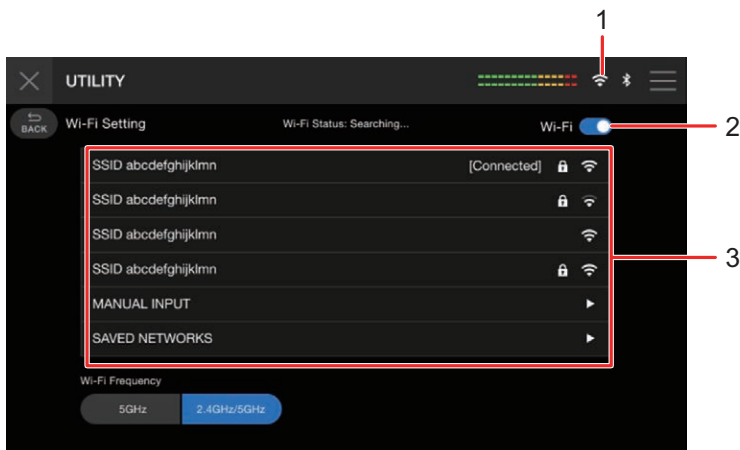 1
UTILITY
BACK
Wi-Fi Setting
Wi-Fi Status: Searching...
Wi-Fi
2
SSID abcdefghijklmn
[Connected]
SSID abcdefghijklmn
SSID abcdefghijklmn
3
SSID abcdefghijklmn
MANUAL INPUT
SAVED NETWORKS
Wi-Fi Frequency
5GHz
2.4GHz/5GHz